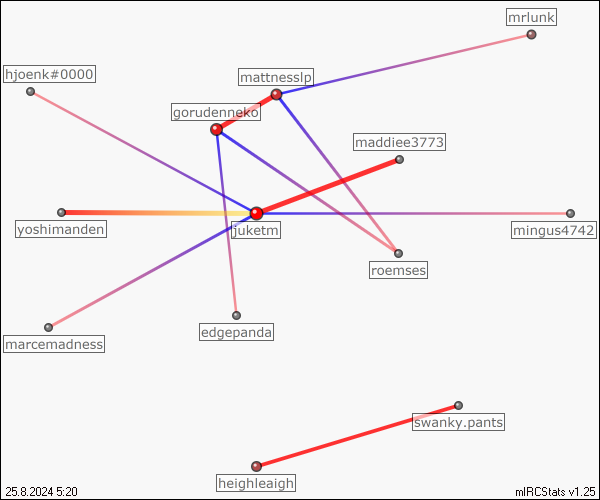 mrlunk
hjoenk#0000
mattnesslp
gorudenneko
maddiee3773
yoshimanden
juketm
mingus4742
roemses
edgepanda
marcemadness
swanky.pants
heighleaigh
25.8.2024 5:20
mIRCStats v1.25